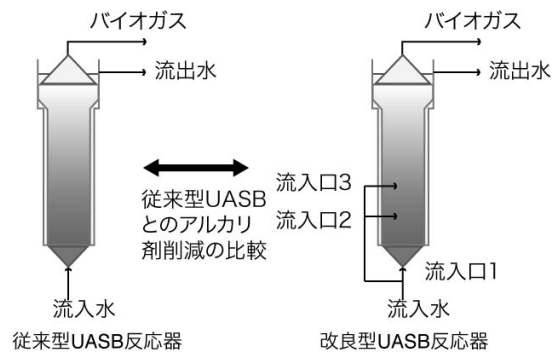 バイオガス
流出水
流入水
従来型UASB反応器
従来型UASB
とのアルカリ
剤削減の比較
バイオガス
流出水
流入口3
流入口2
流入口1
流入水
改良型UASB反応器